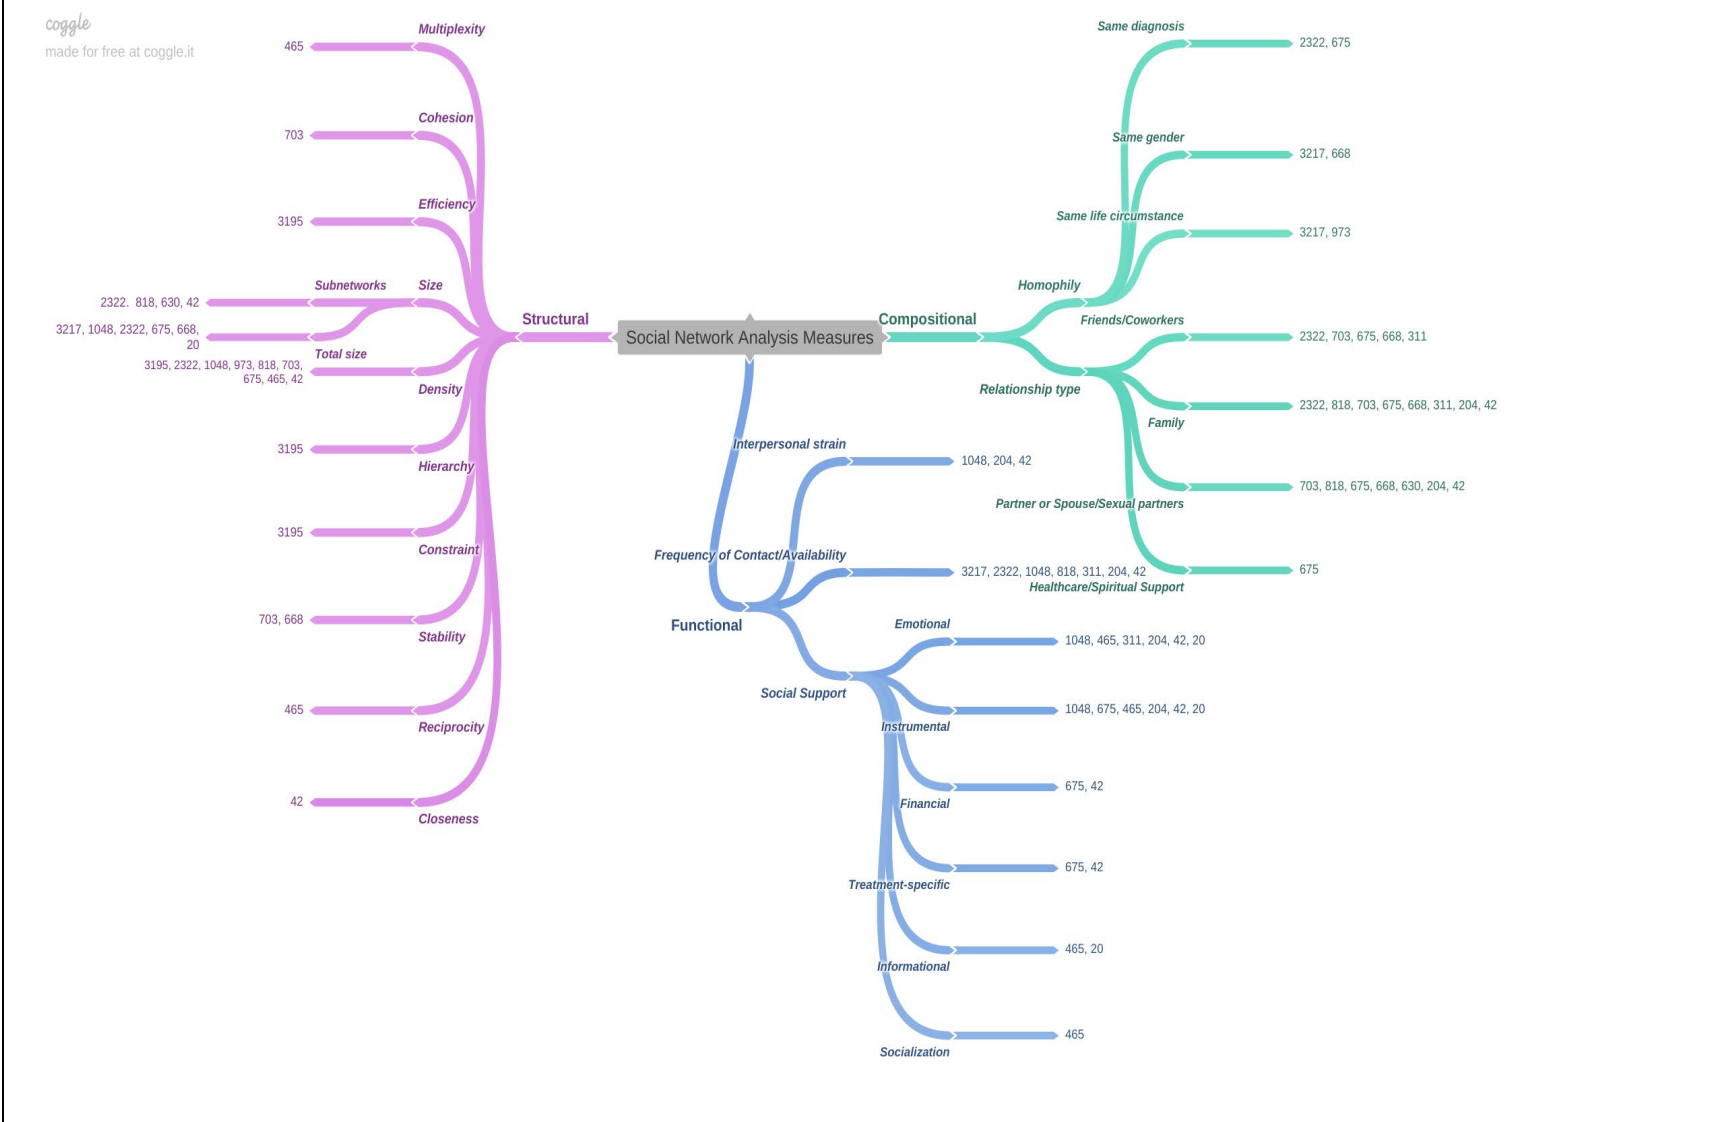 coggle
made for free at coggle.it
Social Network Analysis Measures
Structural
Multiplexity
465
Cohesion
703
Efficiency
3195
Size
Subnetworks
2322.  818, 630, 42
3217, 1048, 2322, 675, 668,
20
Total size
3195, 2322, 1048, 973, 818, 703,
675, 465, 42
Density
3195
Hierarchy
3195
Constraint
703, 668
Stability
465
Reciprocity
42
Closeness
Compositional
Homophily
Same diagnosis
2322, 675
Same gender
3217, 668
Same life circumstance
3217, 973
Relationship type
Friends/Coworkers
2322, 703, 675, 668, 311
2322, 818, 703, 675, 668, 311, 204, 42
Family
703, 818, 675, 668, 630, 204, 42
Partner or Spouse/Sexual partners
675
Healthcare/Spiritual Support
Functional
Interpersonal strain
1048, 204, 42
Frequency of Contact/Availability
3217, 2322, 1048, 818, 311, 204, 42
Social Support
Emotional
1048, 465, 311, 204, 42, 20
1048, 675, 465, 204, 42, 20
Instrumental
675, 42
Financial
675, 42
Treatment-specific
465, 20
Informational
465
Socialization